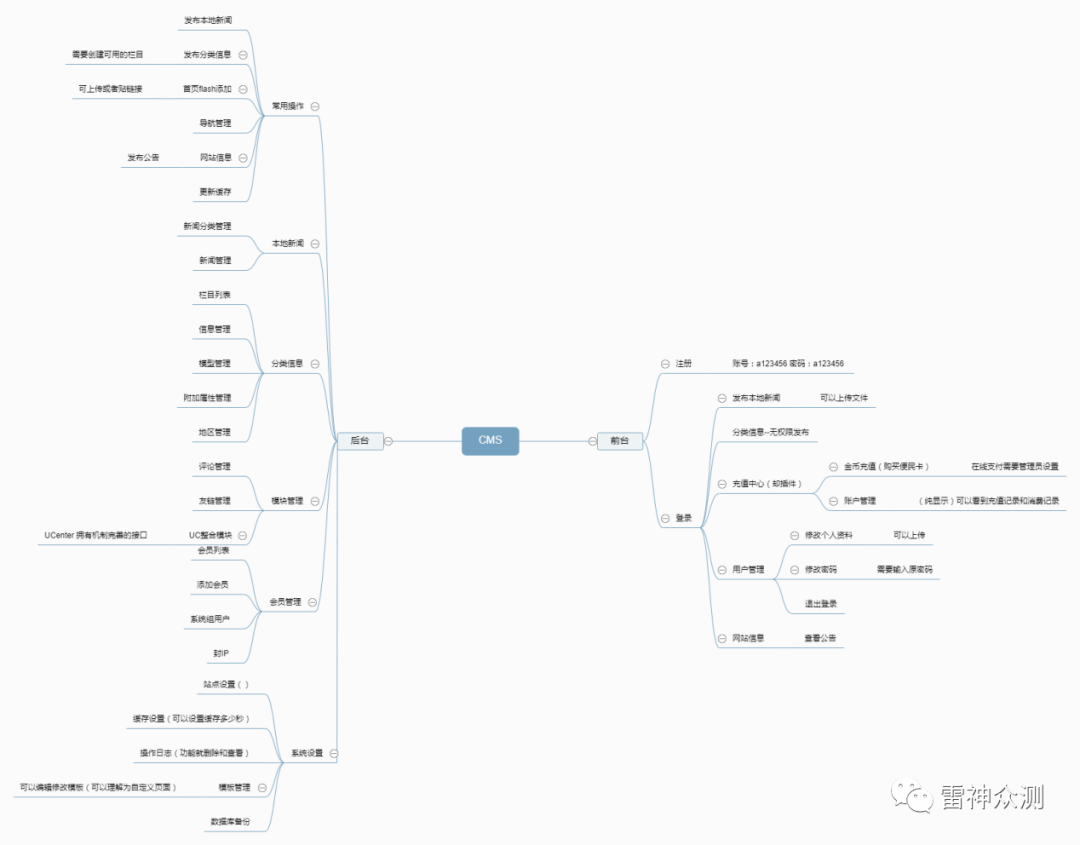 发布本地新闻
需要创建可用的栏目
发布分类信息
可上传或者贴链接
首页flash添加
导航管理
发布公告
网站信息
更新缓存
常用操作
新闻分类管理
新闻管理
本地新闻
栏目列表
信息管理
模型管理
附加属性管理
地区管理
分类信息
评论管理
友链管理
UCenter 拥有机制完善的接口
UC整合模块
模块管理
会员列表
添加会员
系统组用户
封IP
会员管理
站点设置（ ）
缓存设置（可以设置缓存多少秒）
操作日志（功能就删除和查看）
可以编辑修改模板（可以理解为自定义页面）
模板管理
数据库备份
系统设置
后台
CMS
前台
注册
账号：a123456 密码：a123456
登录
发布本地新闻
可以上传文件
分类信息--无权限发布
充值中心（却插件）
金币充值（购买便民卡）
在线支付需要管理员设置
账户管理
（纯显示）可以看到充值记录和消费记录
用户管理
修改个人资料
可以上传
修改密码
需要输入原密码
退出登录
网站信息
查看公告
雷神众测